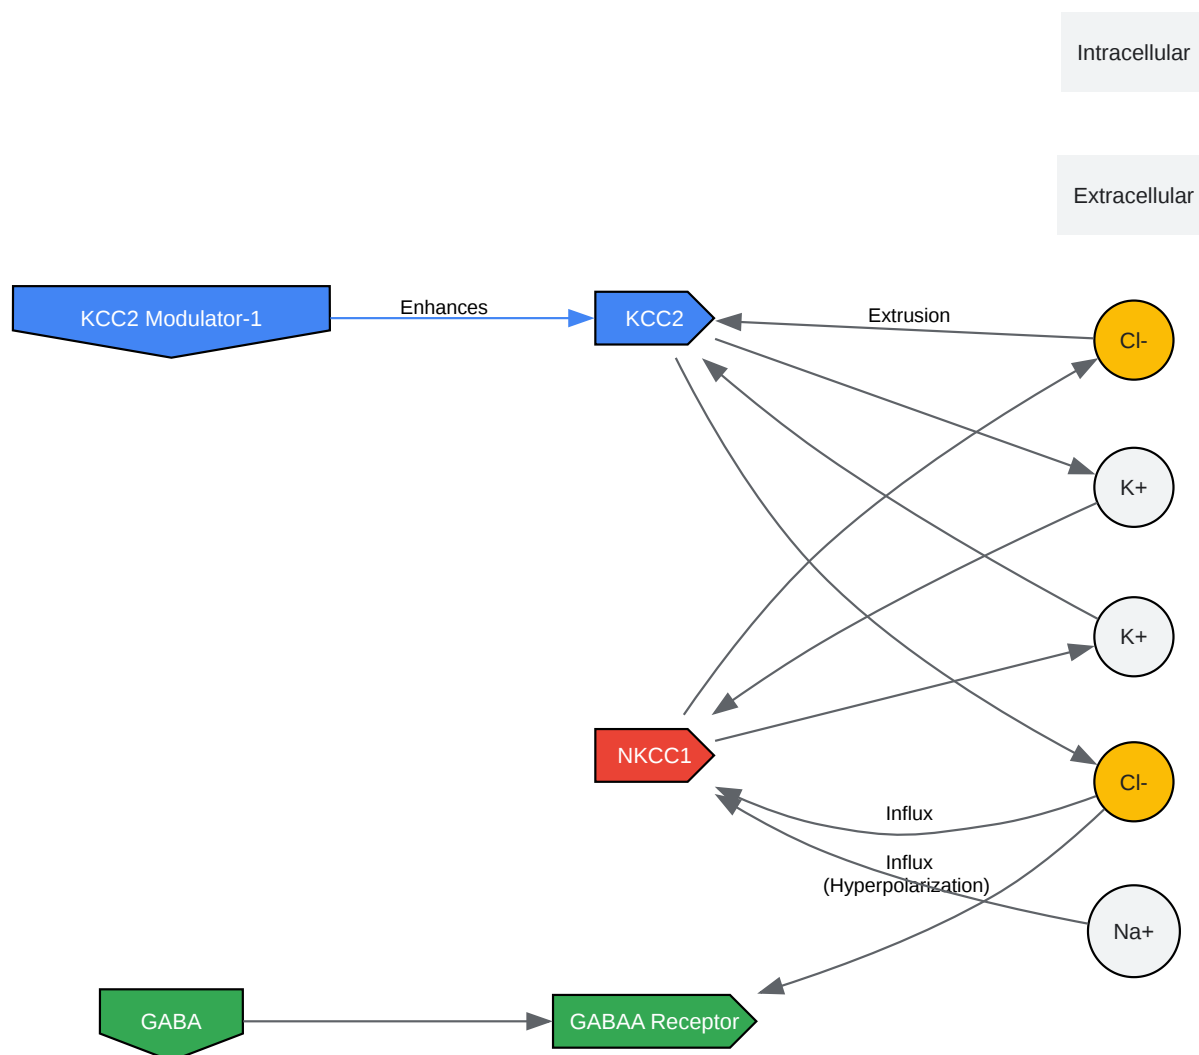 Intracellular
Extracellular
KCC2 Modulator-1
Enhances
KCC2
Extrusion
Cl-
K+
K+
NKCC1
Cl-
Influx
Influx
(Hyperpolarization)
Na+
GABA
GABAA Receptor